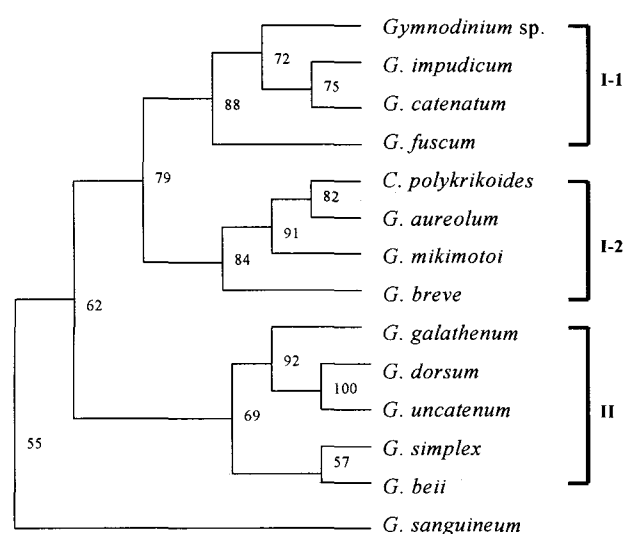 Gymnodinium sp.
72
G. impudicum
75
I-1
88
G. catenatum
G. fuscum
79
C. polykrikoides
82
G. aureolum
91
I-2
G. mikimotoi
84
G. breve
62
G. galathenum
92
G. dorsum
100
G. uncatenum
II
69
55
G. simplex
57
G. beii
G. sanguineum